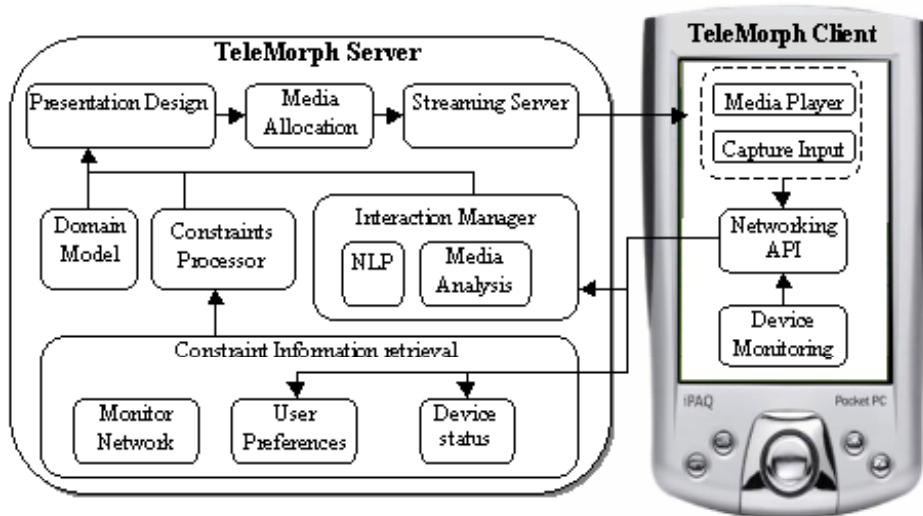 TeleMorph Server
Presentation Design
Media
Allocation
Streaming Server
Domain
Model
Constraints
Processor
Interaction Manager
NLP
Media
Analysis
Constraint Information retrieval
Monitor
Network
User
Preferences
Device
status
TeleMorph Client
Media Player
Capture Input
Networking
API
Device
Monitoring
iPAQ
Pocket PC